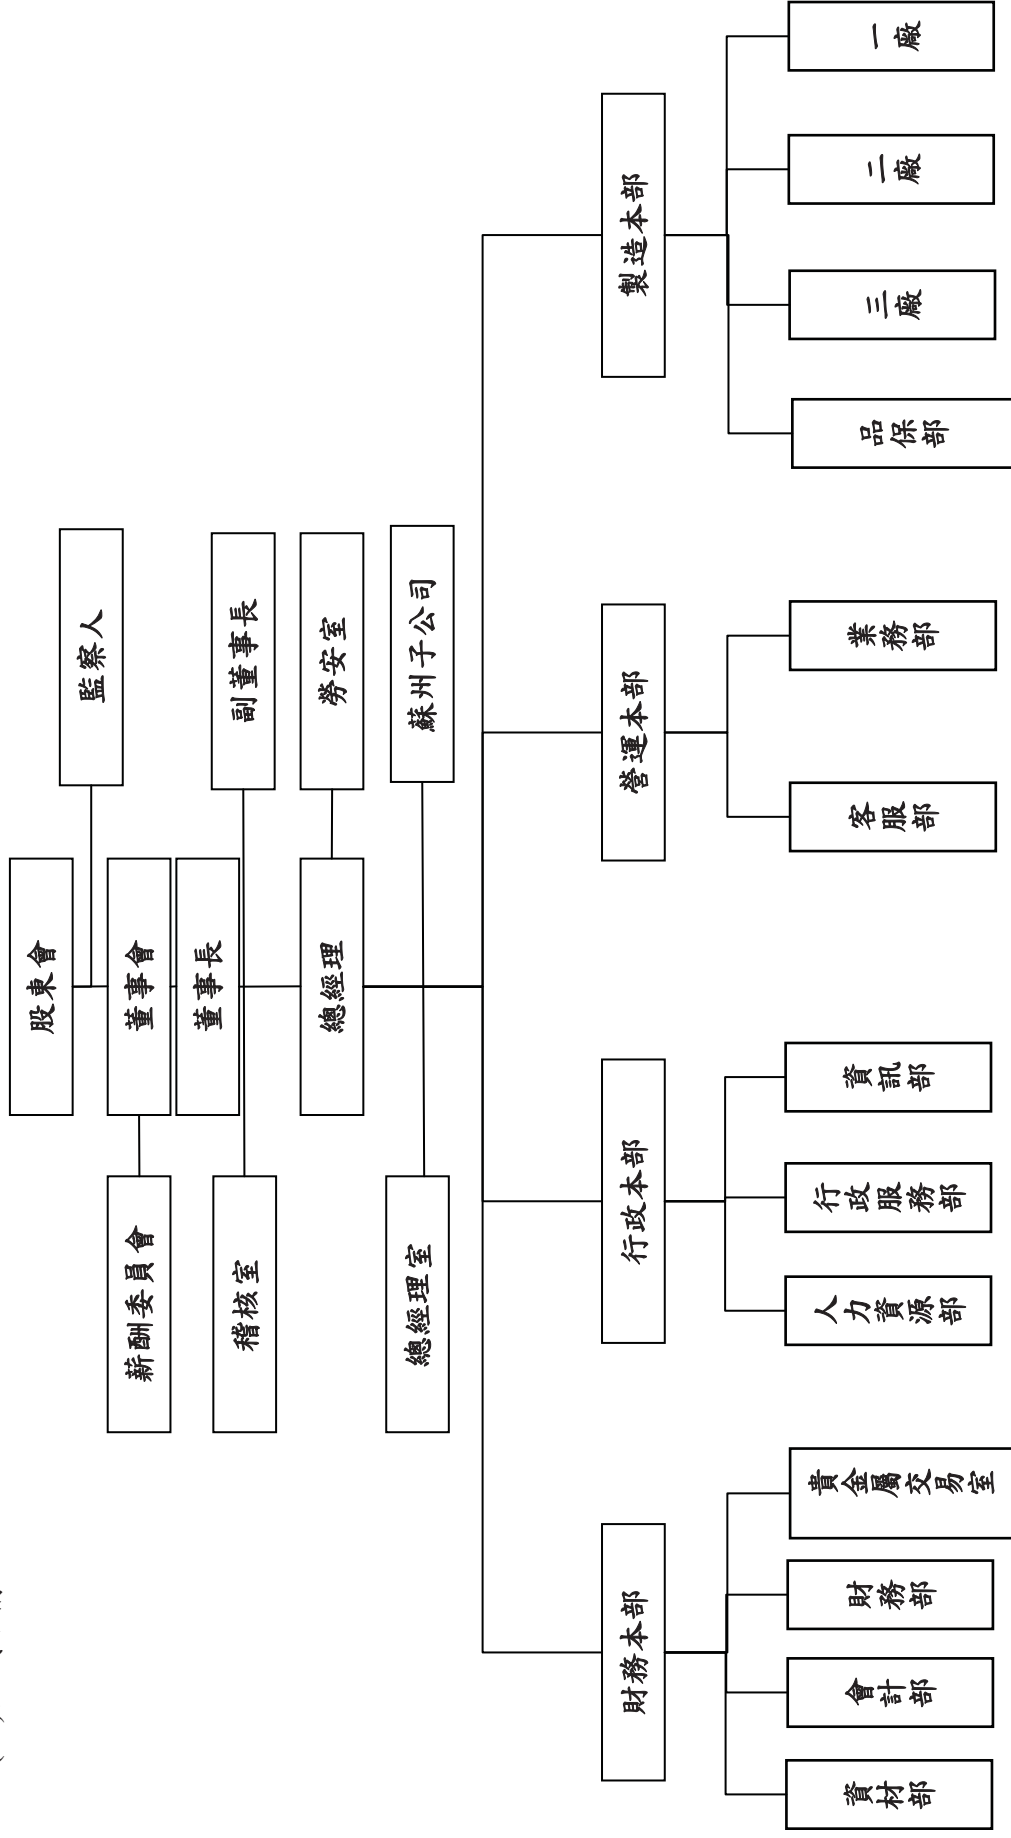 股東會
監察人
董事會
薪酬委員會
董事長
副董事長
稽核室
總經理
勞安室
蘇州子公司
總經理室
財務本部
行政本部
營運本部
製造本部
資材部
會計部
財務部
貴金屬交易室
人力資源部
行政服務部
資訊部
客服部
業務部
品保部
三廠
二廠
一廠